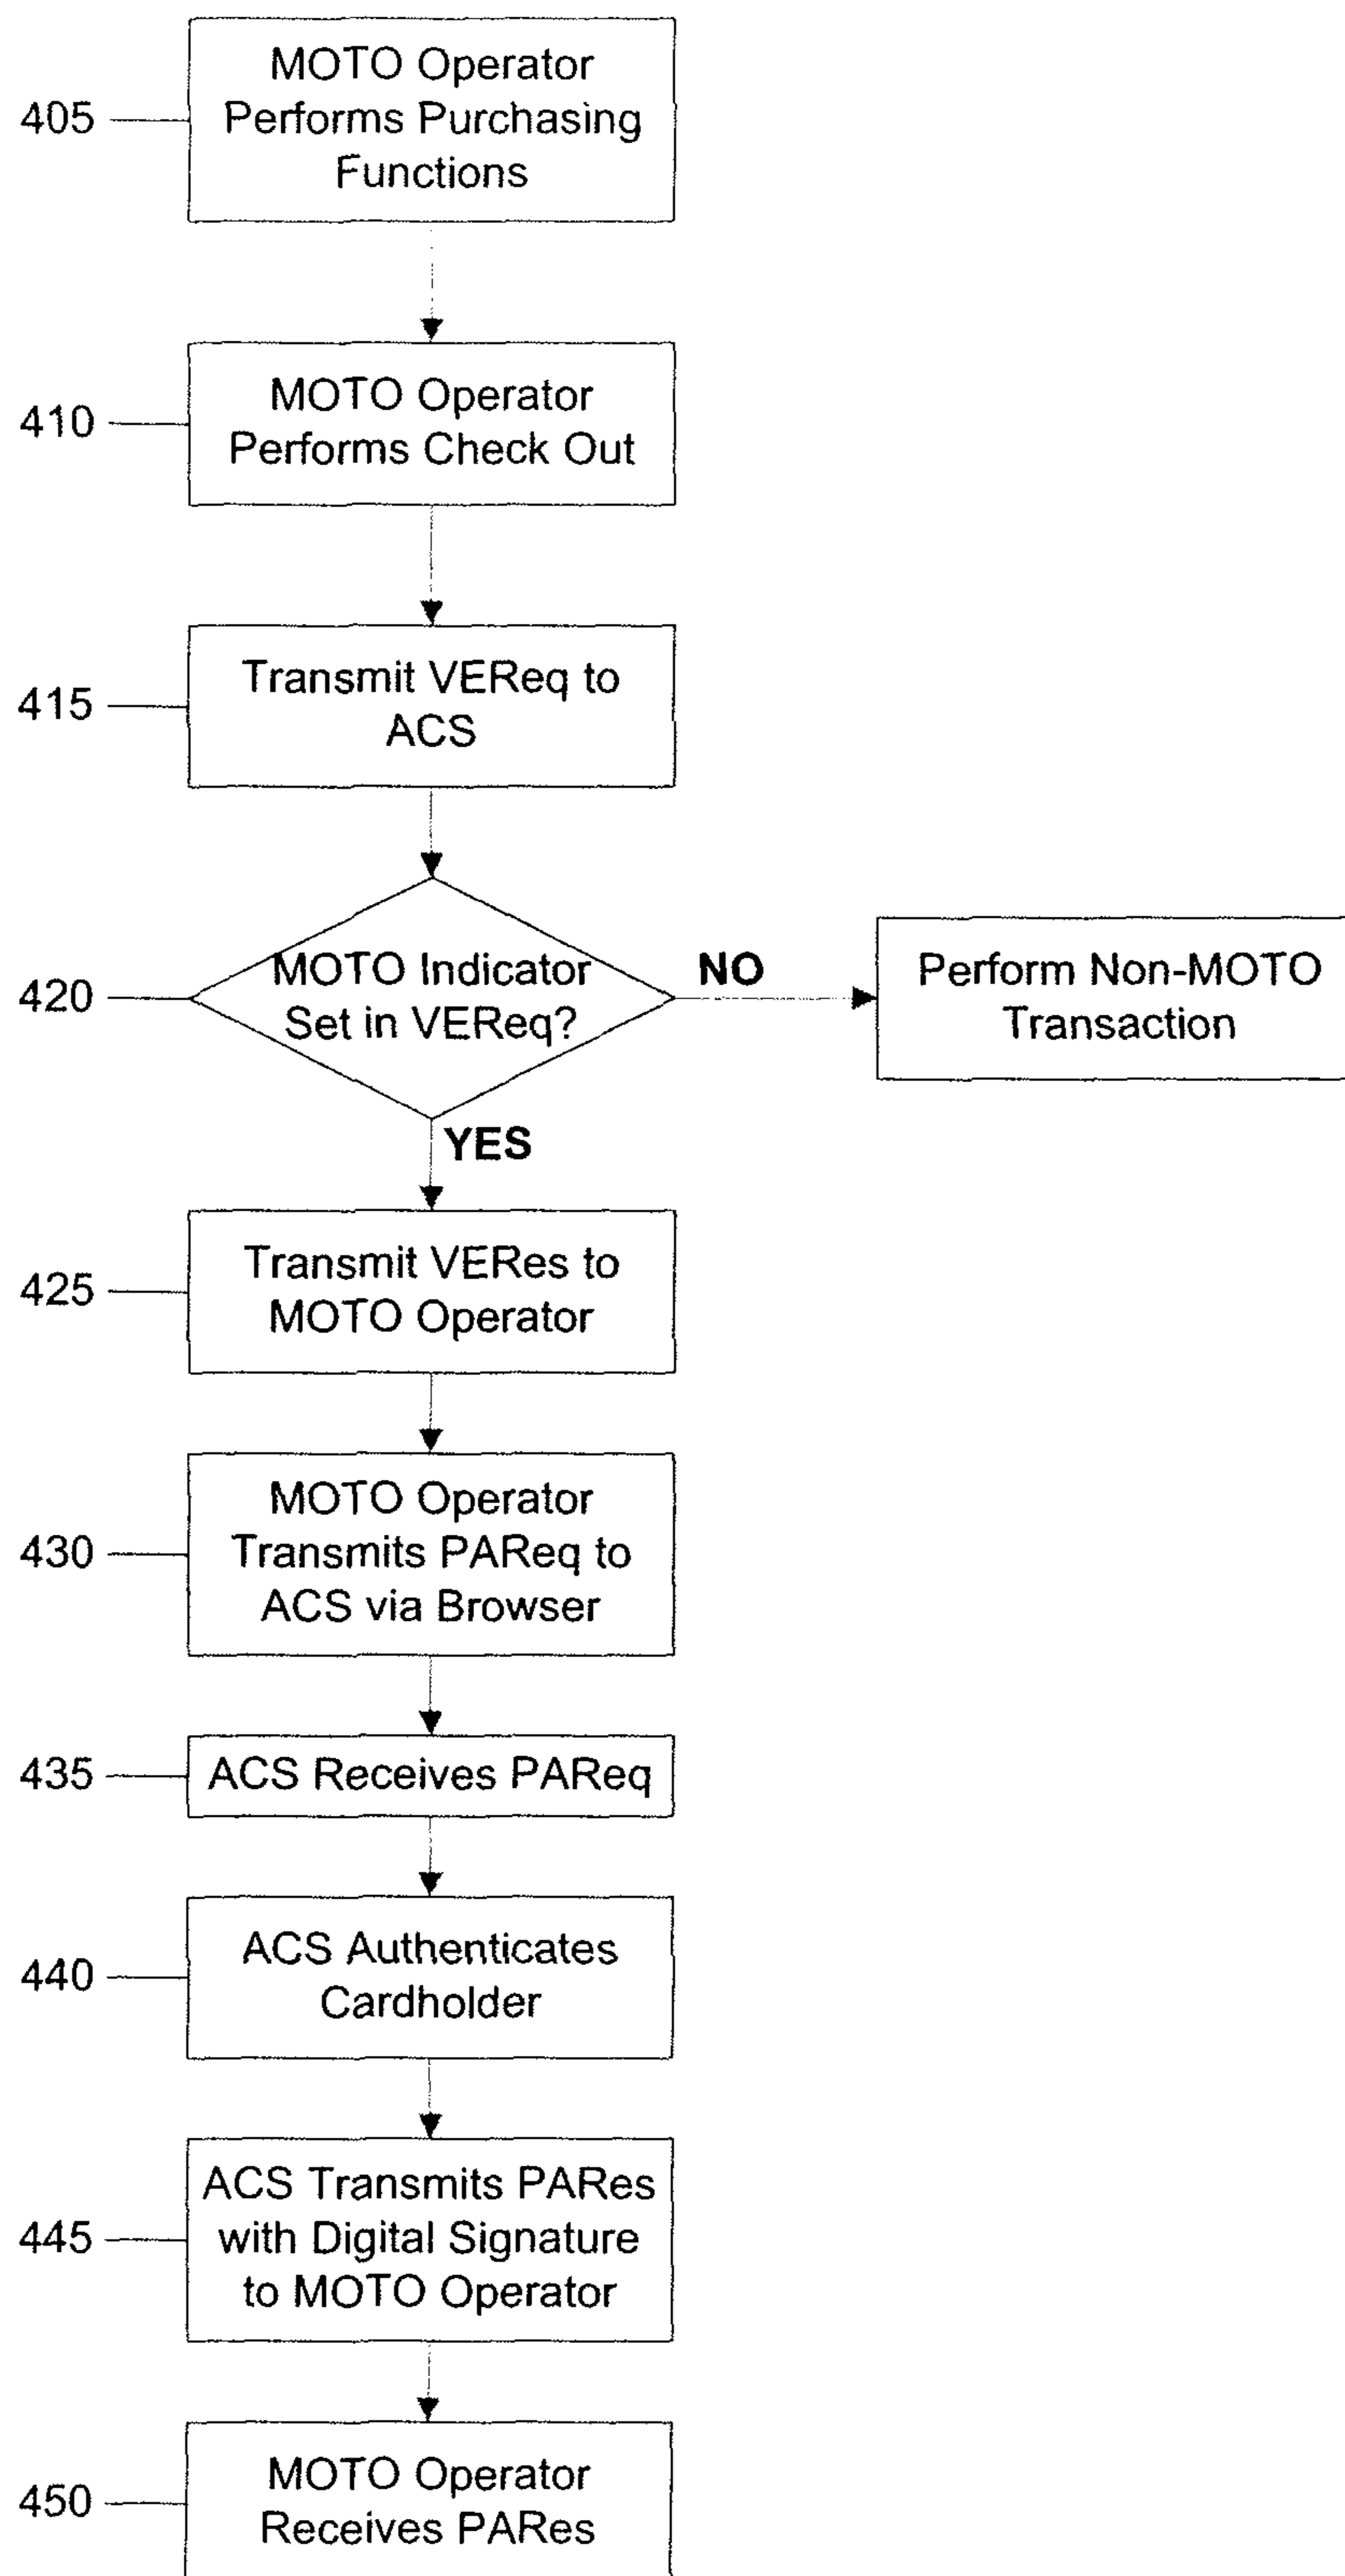 MOTO Operator
405
Performs Purchasing
Functions
MOTO Operator
410
Performs Check Out
Transmit VEReq to
415
ACS
MOTO Indicator
NO
Perform Non-MOTO
420
Set in VEReq?
Transaction
YES
Transmit VERes to
425
MOTO Operator
MOTO Operator
430
Transmits PAReq to
ACS via Browser
435
ACS Receives PAReq
ACS Authenticates
440
Cardholder
ACS Transmits PARes
445
with Digital Signature
to MOTO Operator
MOTO Operator
450
Receives PARes